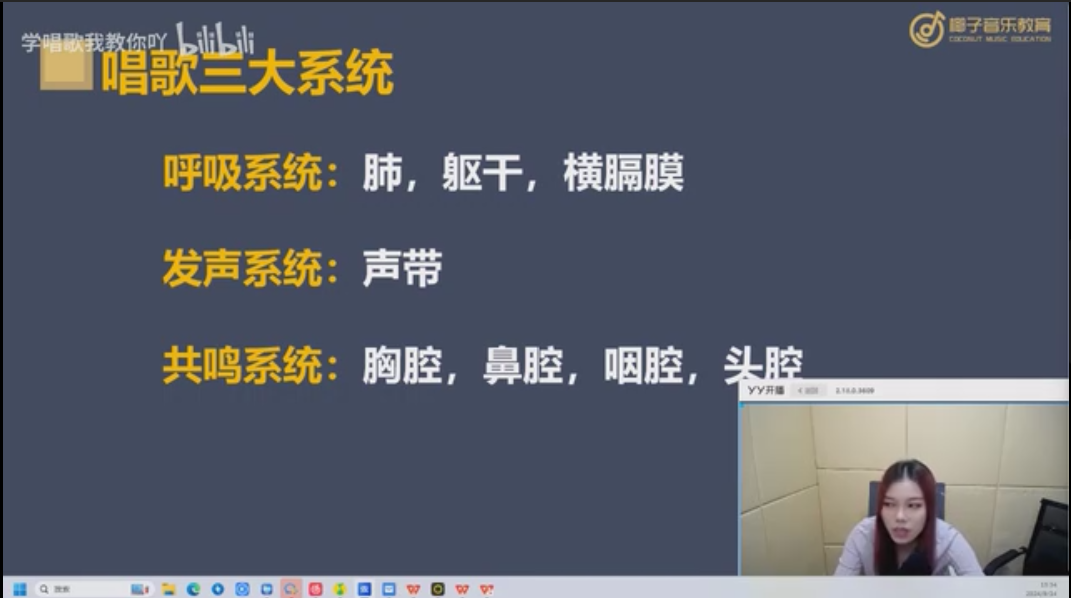 学唱歌我教你吖 bilibili
椰子音乐教育
COCONUT MUSIC EDUCATION
唱歌三大系统
呼吸系统：肺，躯干，横膈膜
发声系统：声带
共鸣系统：胸腔，鼻腔，咽腔，头腔
YY开播
搜索